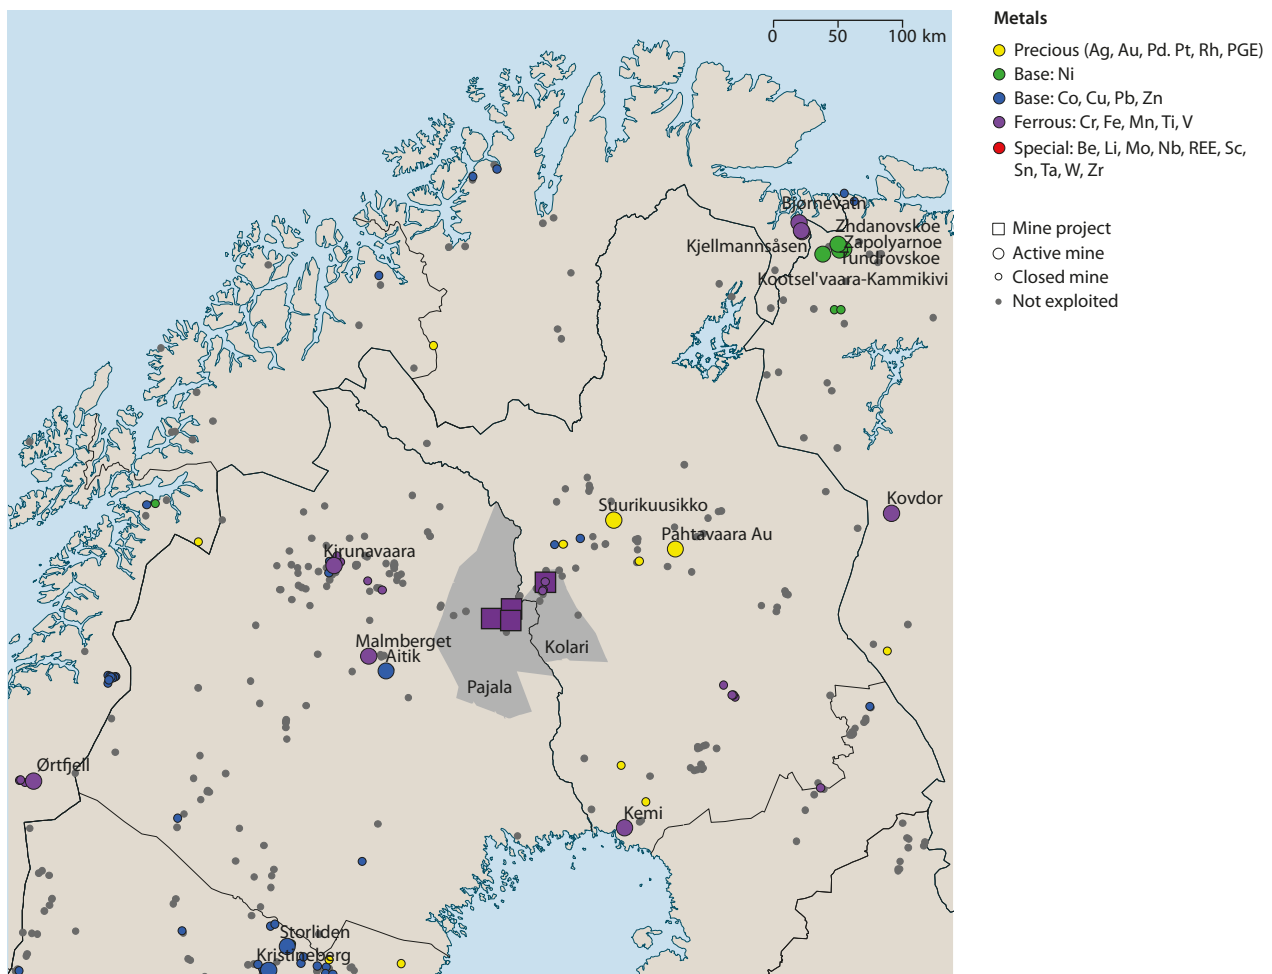 0 50 100 km
Metals
Precious (Ag, Au, Pd. Pt, Rh, PGE)
Base: Ni
Base: Co, Cu, Pb, Zn
Ferrous: Cr, Fe, Mn, Ti, V
Special: Be, Li, Mo, Nb, REE, Sc,
Sn, Ta, W, Zr
Mine project
Active mine
Closed mine
Not exploited
Bjørnevatn
Zhdanovskoe
Kjellmannsåsen
Zapolyarnoe
Tundrovskoe
Kootsel'vaara-Kammikivi
Suurikuusikko
Kovdor
Pahtavaara Au
Kirunavaara
Malmberget
Aitik
Kolari
Pajala
Ørtfjell
Kemi
Storliden
Kristineberg